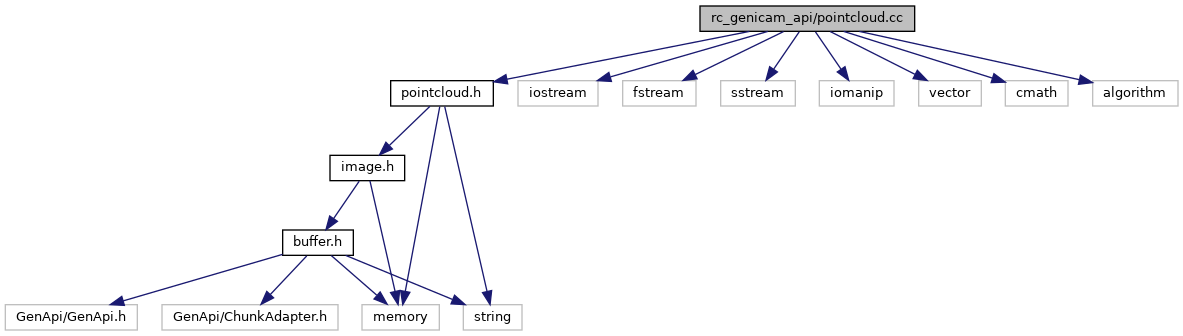 rc_genicam_api/pointcloud.cc
pointcloud.h
iostream
fstream
sstream
iomanip
vector
cmath
algorithm
image.h
buffer.h
GenApi/GenApi.h
GenApi/ChunkAdapter.h
memory
string